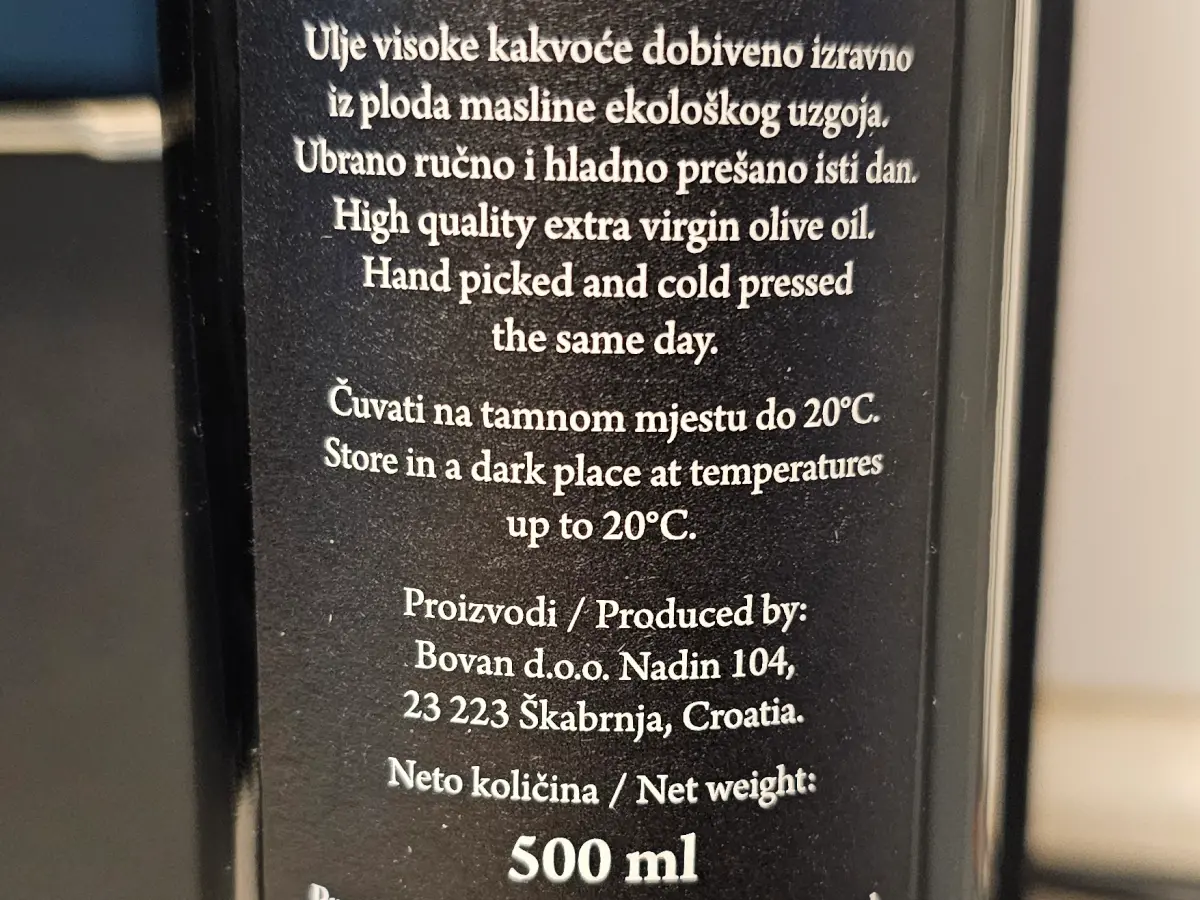 Ulje visoke kakvoće dobiveno izravno
iz ploda masline ekološkog uzgoja.
Ubrano ručno i hladno prešano isti dan.
High quality extra virgin olive oil.
Hand picked and cold pressed
the same day.
Čuvati na tamnom mjestu do 20°C.
Store in a dark place at temperatures
up to 20°C.
Proizvodi / Produced by:
Bovan d.o.o. Nadin 104,
23 223 Škabrnja, Croatia.
Neto količina / Net weight:
500 ml